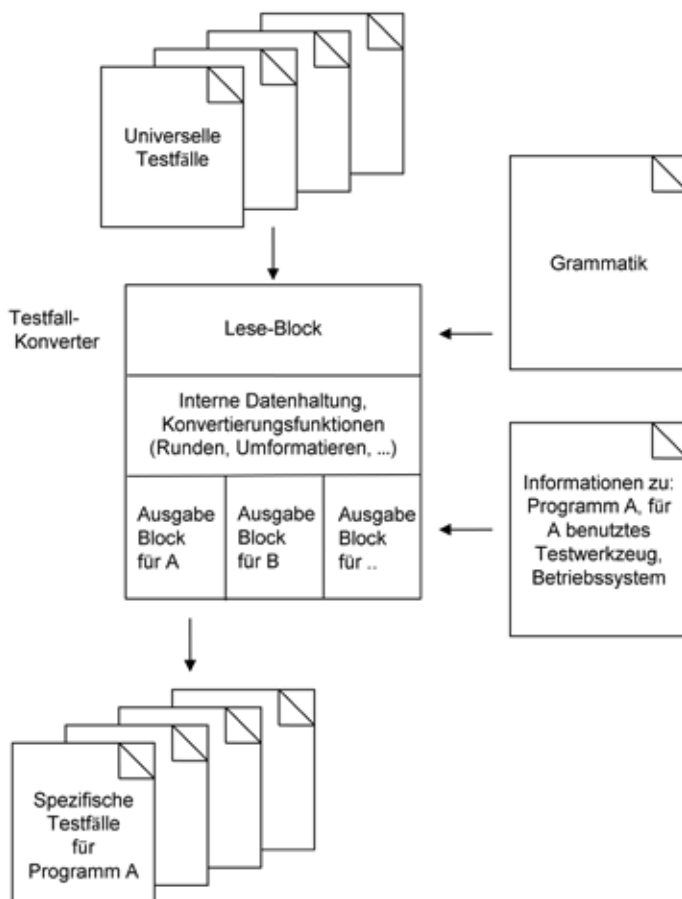 Universelle
Testfälle
Grammatik
Testfall-
Konverter
Lese-Block
Interne Datenhaltung,
Konvertierungsfunktionen
(Runden, Umformatieren, ...)
Ausgabe
Block
für A
Ausgabe
Block
für B
Ausgabe
Block
für ..
Informationen zu:
Programm A, für
A benutztes
Testwerkzeug,
Betriebssystem
Spezifische
Testfälle
für
Programm A